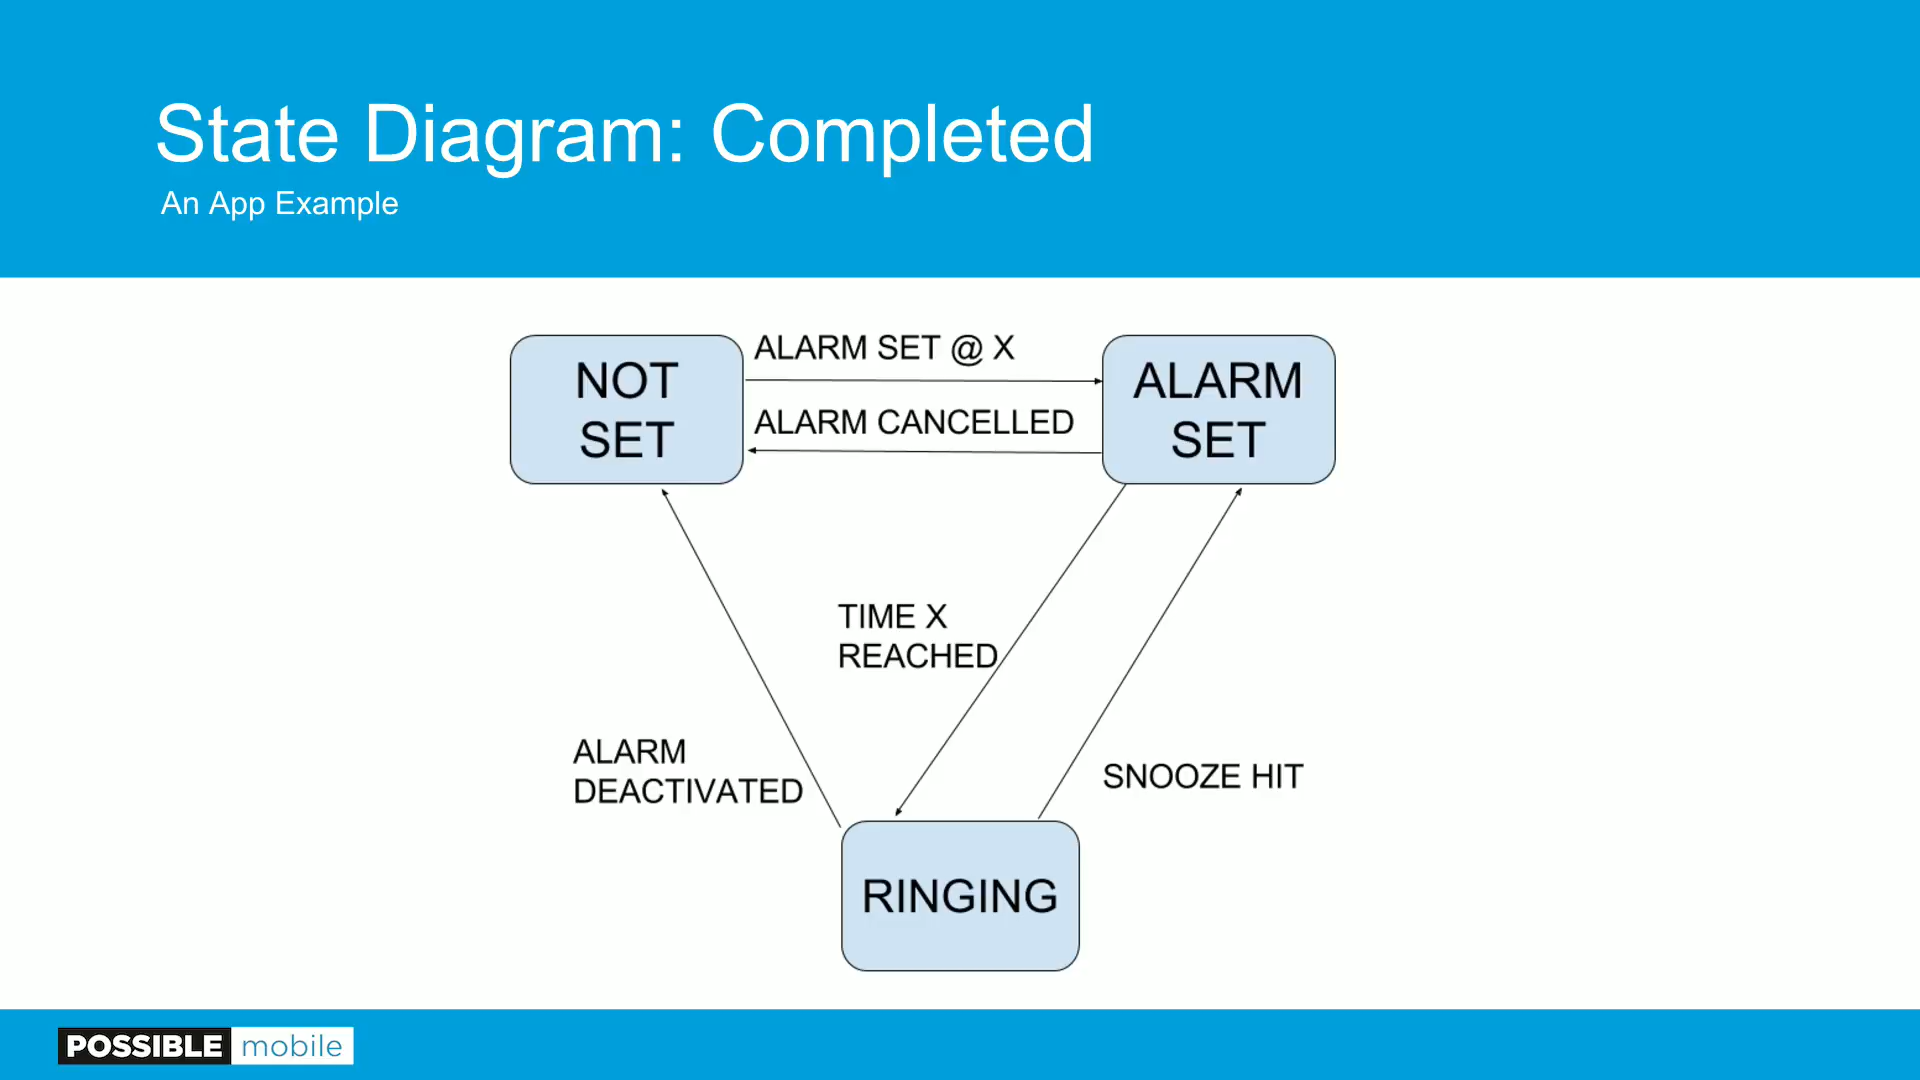 State Diagram: Completed
An App Example
NOT
SET
ALARM SET @ X
ALARM CANCELLED
ALARM
SET
TIME X
REACHED
ALARM
DEACTIVATED
SNOOZE HIT
RINGING
POSSIBLE mobile